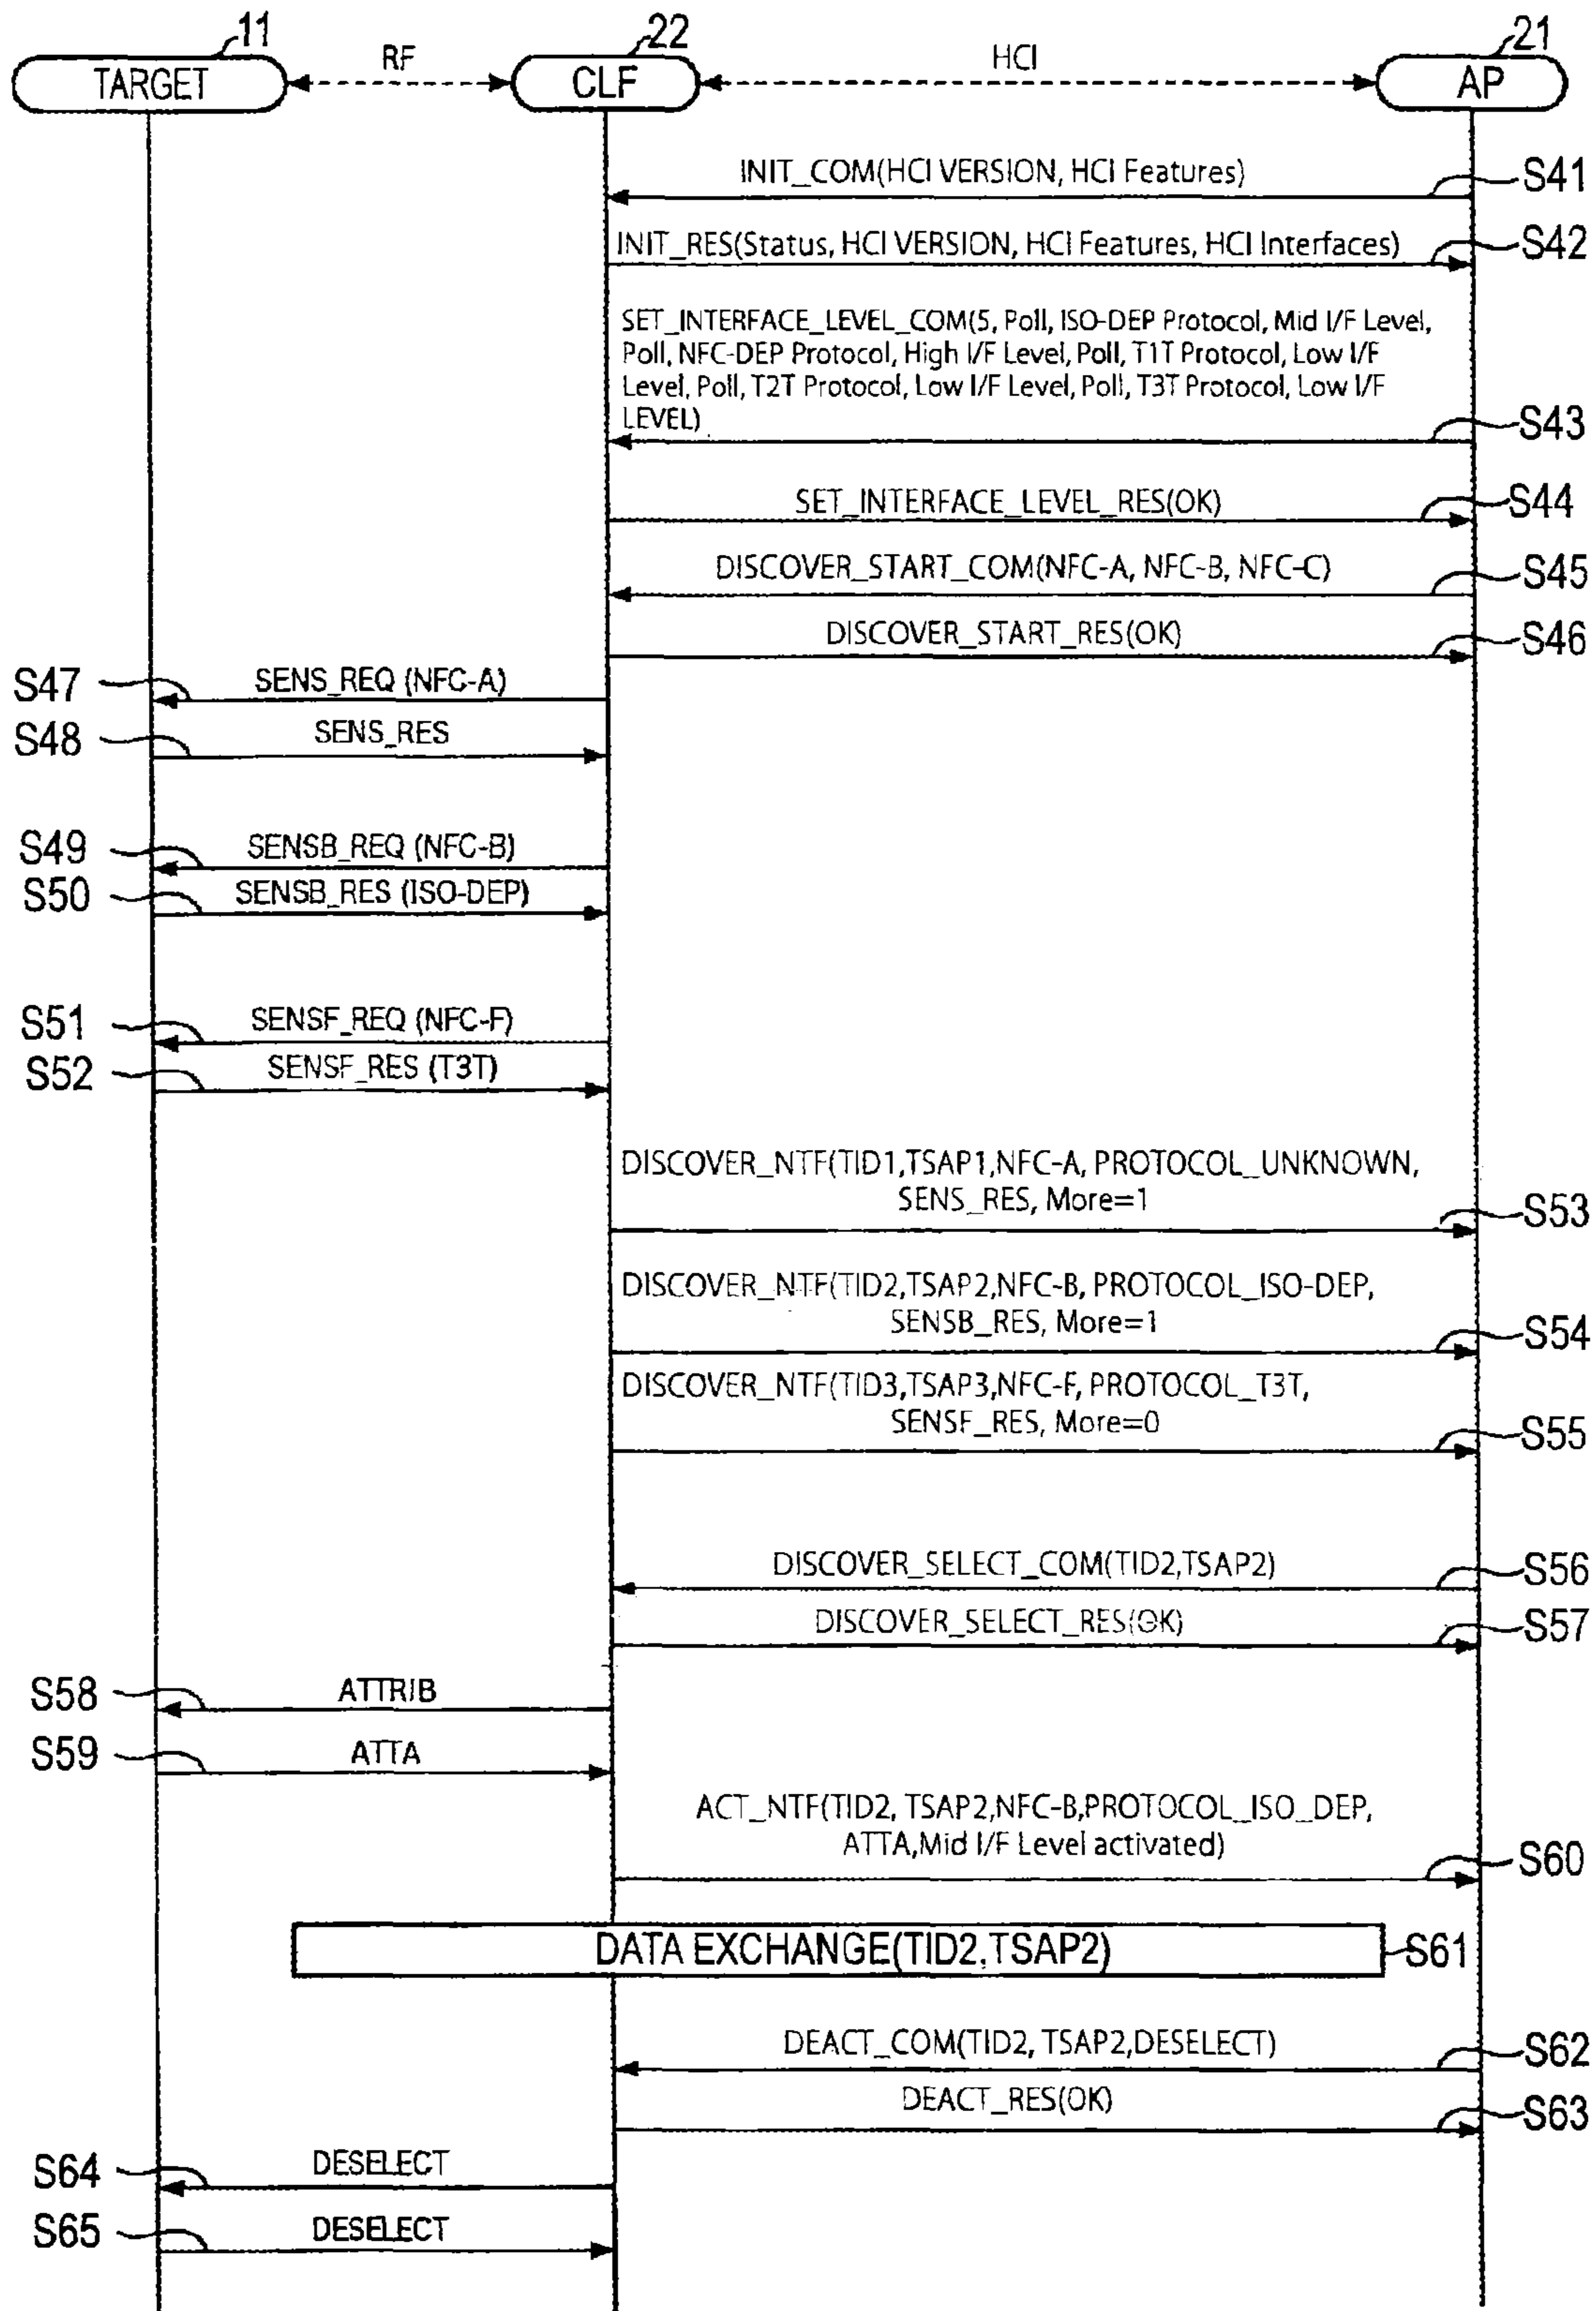 11
22
21
TARGET
RF
CLF
HCI
AP
INIT_COM(HCI VERSION, HCI Features)
S41
INIT_RES(Status, HCI VERSION, HCI Features, HCI Interfaces)
S42
SET_INTERFACE_LEVEL_COM(5, Poll, ISO-DEP Protocol, Mid I/F Level,
Poll, NFC-DEP Protocol, High I/F Level, Poll, T1T Protocol, Low I/F
Level, Poll, T2T Protocol, Low I/F Level, Poll, T3T Protocol, Low I/F
LEVEL)
S43
SET_INTERFACE_LEVEL_RES(OK)
S44
DISCOVER_START_COM(NFC-A, NFC-B, NFC-C)
S45
DISCOVER_START_RES(OK)
S46
S47
SENS_REQ (NFC-A)
S48
SENS_RES
S49
SENSB_REQ (NFC-B)
S50
SENSB_RES (ISO-DEP)
S51
SENSF_REQ (NFC-F)
S52
SENSF_RES (T3T)
DISCOVER_NTF(TID1,TSAP1,NFC-A, PROTOCOL_UNKNOWN,
SENS_RES, More=1
S53
DISCOVER_NTF(TID2,TSAP2,NFC-B, PROTOCOL_ISO-DEP,
SENSB_RES, More=1
S54
DISCOVER_NTF(TID3,TSAP3,NFC-F, PROTOCOL_T3T,
SENSF_RES, More=0
S55
DISCOVER_SELECT_COM(TID2,TSAP2)
S56
DISCOVER_SELECT_RES(OK)
S57
S58
ATTRIB
S59
ATTA
ACT_NTF(TID2, TSAP2,NFC-B,PROTOCOL_ISO_DEP,
ATTA,Mid I/F Level activated)
S60
DATA EXCHANGE(TID2,TSAP2)
S61
DEACT_COM(TID2, TSAP2,DESELECT)
S62
DEACT_RES(OK)
S63
S64
DESELECT
S65
DESELECT